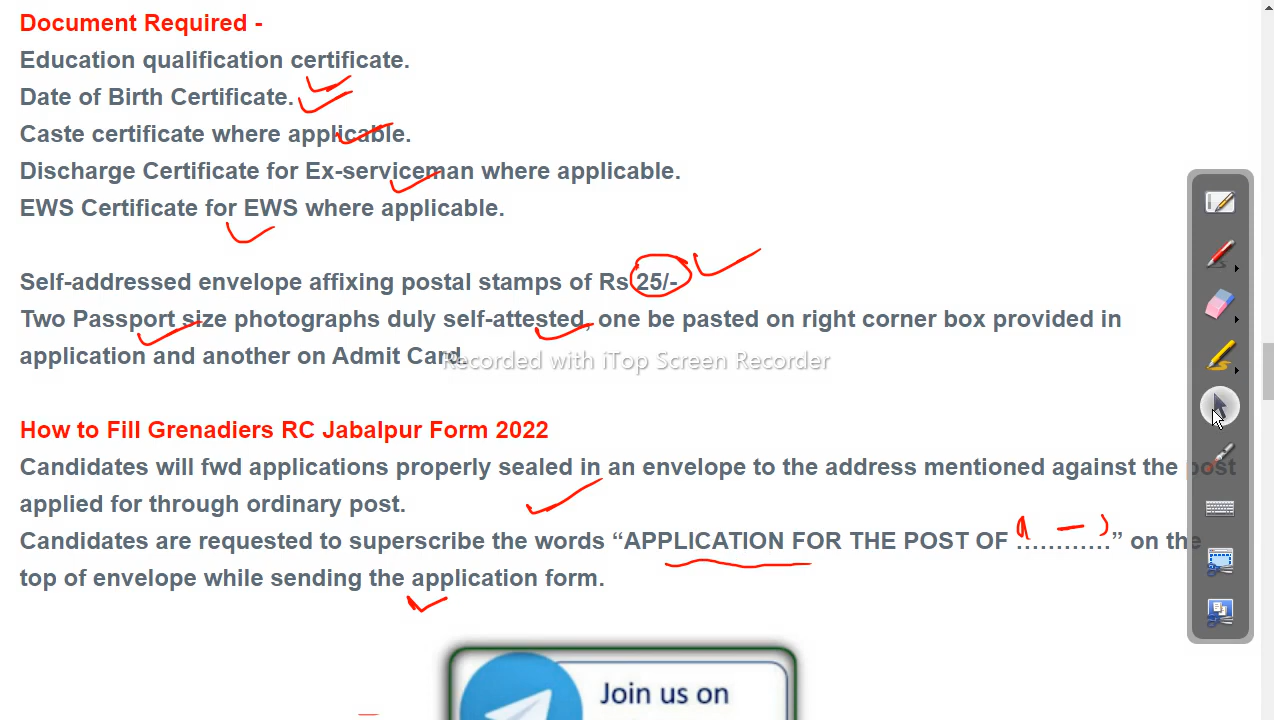 Document Required -
Education qualification certificate.
Date of Birth Certificate.
Caste certificate where applicable.
Discharge Certificate for Ex-serviceman where applicable.
EWS Certificate for EWS where applicable.
Self-addressed envelope affixing postal stamps of Rs 25/-
Two Passport size photographs duly self-attested, one be pasted on right corner box provided in
application and another on Admit Card.
Recorded with iTop Screen Recorder
How to Fill Grenadiers RC Jabalpur Form 2022
Candidates will fwd applications properly sealed in an envelope to the address mentioned against the post
applied for through ordinary post.
Candidates are requested to superscribe the words “APPLICATION FOR THE POST OF ............” on the
top of envelope while sending the application form.
Join us on